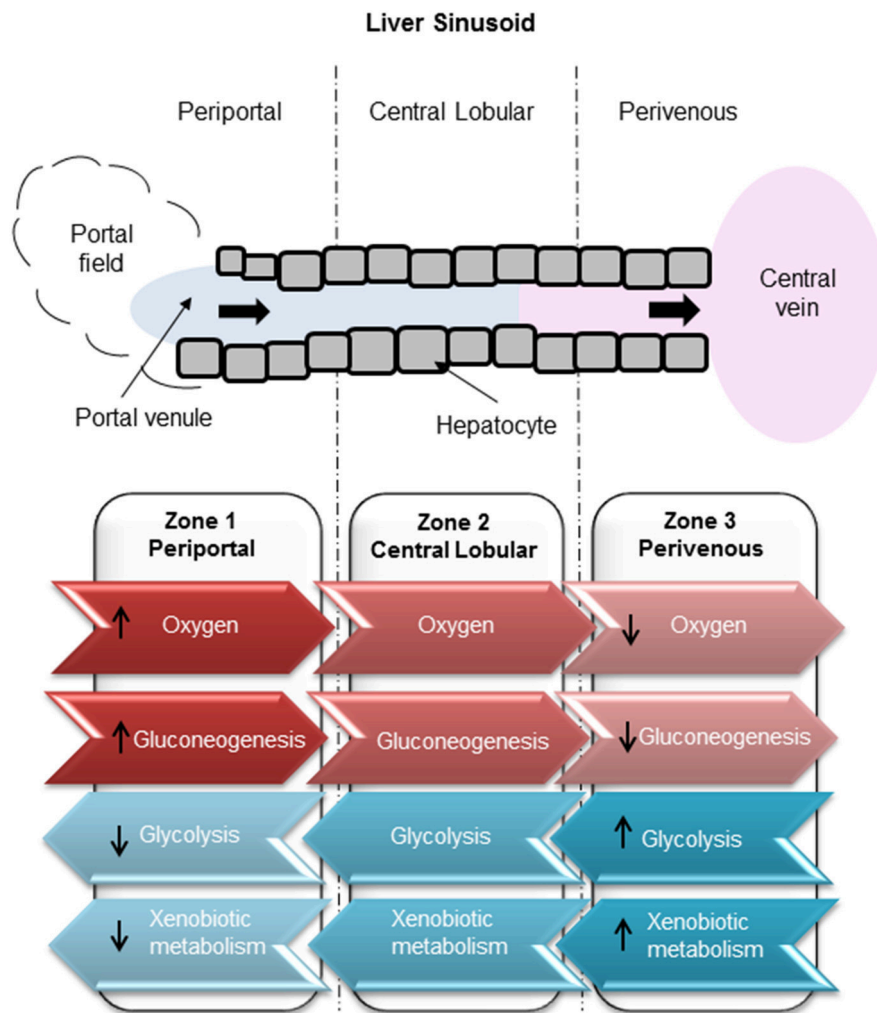 Liver Sinusoid
Periportal
Central Lobular
Perivenous
Portal
field
Central
vein
Portal venule
Hepatocyte
Zone 1
Periportal
Zone 2
Central Lobular
Zone 3
Perivenous
Oxygen
Oxygen
Oxygen
Gluconeogenesis
Gluconeogenesis
Gluconeogenesis
Glycolysis
Glycolysis
Glycolysis
Xenobiotic
metabolism
Xenobiotic
metabolism
Xenobiotic
metabolism